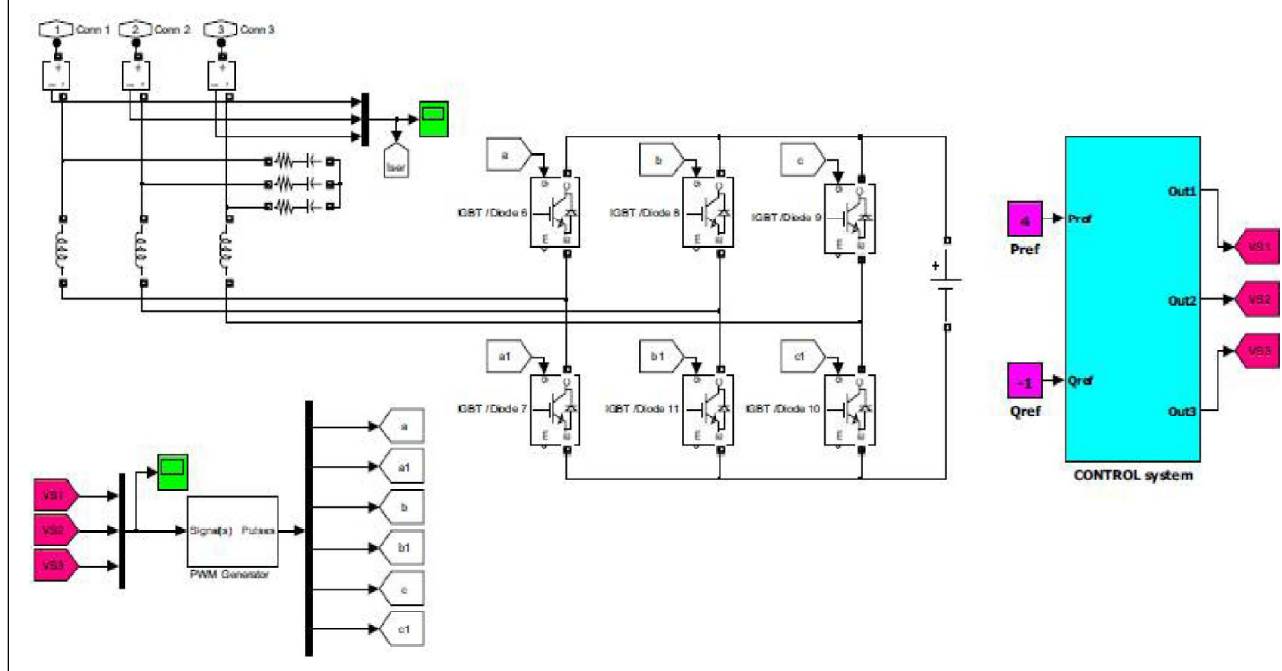 1 Conn 1 2 Conn 2 3 Conn 3
Iser
a b c
G C G C G C
IGBT /Diode 6 IGBT /Diode 8 IGBT /Diode 9
E E E
+
a1 b1 c1
IGBT /Diode 7 IGBT /Diode 11 IGBT /Diode 10
E E E
Out1
4 Pref
Pref
VS1
Out2 VS2
VS3
-1 Qref
Qref
Out3
CONTROL system
a
a1
VS1
b
VS2 Signal(s) Pulses
b1
VS3
PWM Generator
c
c1